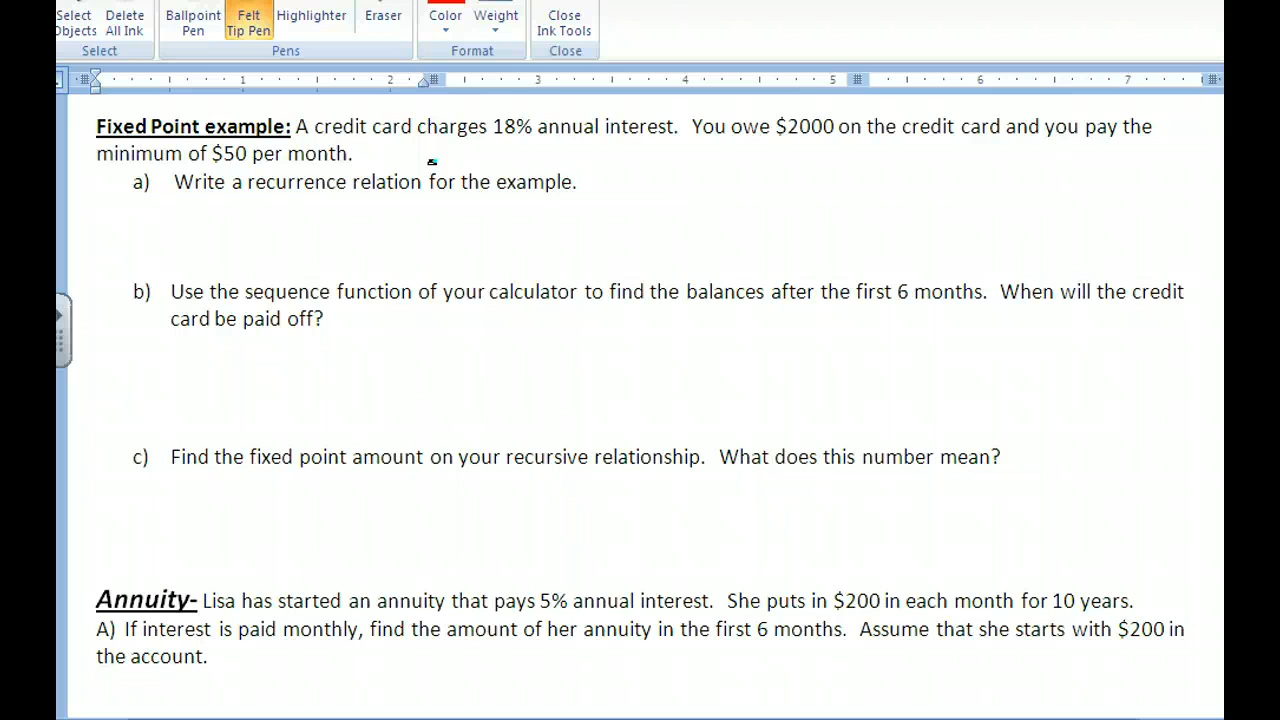 Select Delete Ballpoint Felt Highlighter Eraser Color Weight Close
Objects All Ink Pen Tip Pen Ink Tools
Select Pens Format Close
1 2 3 4 5 6 7
Fixed Point example: A credit card charges 18% annual interest. You owe $2000 on the credit card and you pay the
minimum of $50 per month.
a) Write a recurrence relation for the example.
b) Use the sequence function of your calculator to find the balances after the first 6 months. When will the credit
card be paid off?
c) Find the fixed point amount on your recursive relationship. What does this number mean?
Annuity- Lisa has started an annuity that pays 5% annual interest. She puts in $200 in each month for 10 years.
A) If interest is paid monthly, find the amount of her annuity in the first 6 months. Assume that she starts with $200 in
the account.